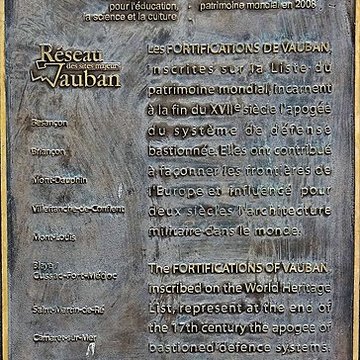 pour l'éducation,
la science et la culture
patrimoine mondial en 2008
Réseau
des sites majeurs
Vauban
Besançon
Briançon
Mont-Dauphin
Villefranche-de-Conflent
Mont-Louis
Blaye /
Cussac-Fort-Médoc
Saint-Martin-de-Ré
Camaret-sur-Mer
Les FORTIFICATIONS DE VAUBAN,
inscrites sur la Liste du
patrimoine mondial, incarnent
à la fin du XVIIe siècle l'apogée
du système de défense
bastionnée. Elles ont contribué
à façonner les frontières de
l'Europe et influencé pour
deux siècles l'architecture
militaire dans le monde.
The FORTIFICATIONS OF VAUBAN,
inscribed on the World Heritage
List, represent at the end of
the 17th century the apogee of
bastioned defence systems.